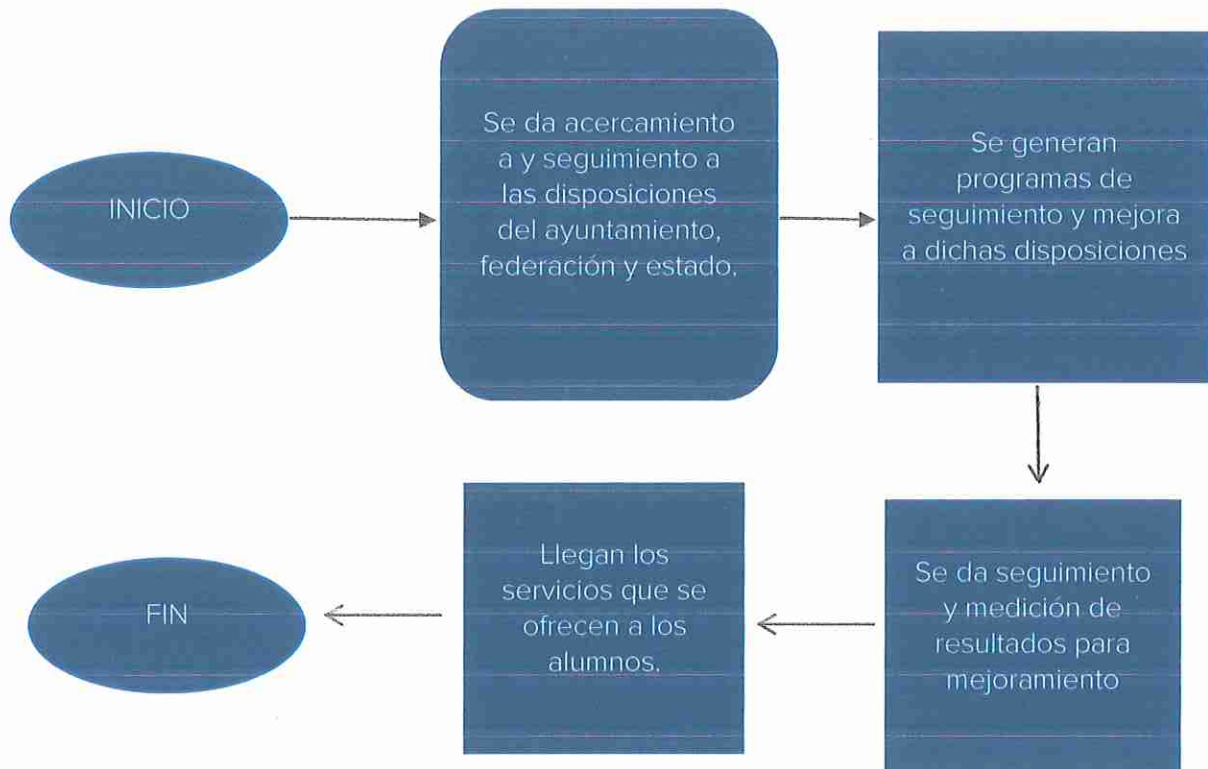 INICIO
Se da acercamiento
a y seguimiento a
las disposiciones
del ayuntamiento,
federación y estado.
Se generan
programas de
seguimiento y mejora
a dichas disposiciones
Se da seguimiento
y medición de
resultados para
mejoramiento
Llegan los
servicios que se
ofrecen a los
alumnos.
FIN